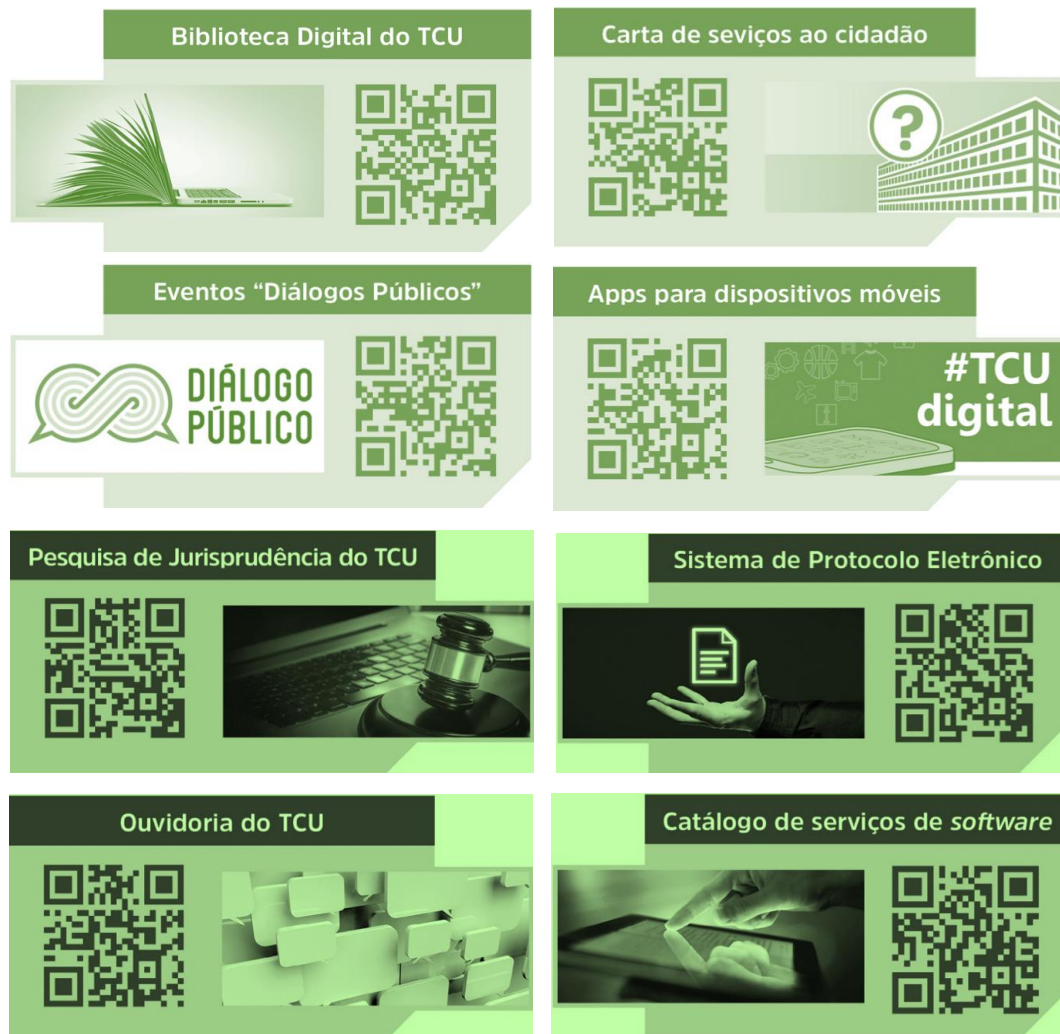 Biblioteca Digital do TCU
Carta de seviços ao cidadão
?
Eventos “Diálogos Públicos”
DIÁLOGO
PÚBLICO
Apps para dispositivos móveis
#TCU
digital
Pesquisa de Jurisprudência do TCU
Sistema de Protocolo Eletrônico
Ouvidoria do TCU
Catálogo de serviços de software